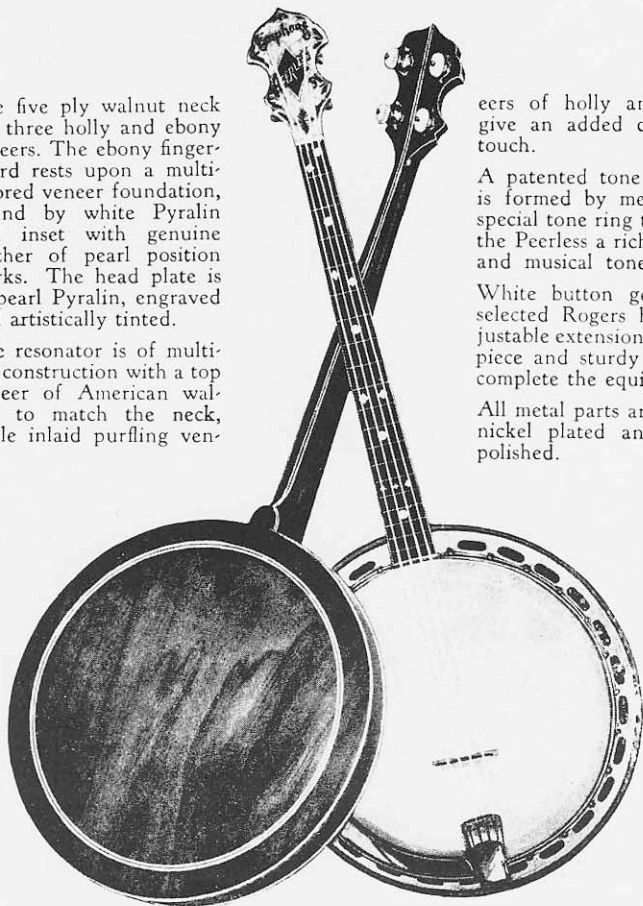 Epiphone
e five ply walnut neck
three holly and ebony
eers. The ebony finger-
rd rests upon a multi-
ored veneer foundation,
nd by white Pyralin
inset with genuine
ther of pearl position
rks. The head plate is
pearl Pyralin, engraved
artistically tinted.
e resonator is of multi-
construction with a top
eer of American wal-
to match the neck,
le inlaid purfling ven-
eers of holly an
give an added c
touch.
A patented tone
is formed by me
special tone ring t
the Peerless a rich
and musical tone
White button ge
selected Rogers h
justable extension
piece and sturdy
complete the equi
All metal parts ar
nickel plated an
polished.